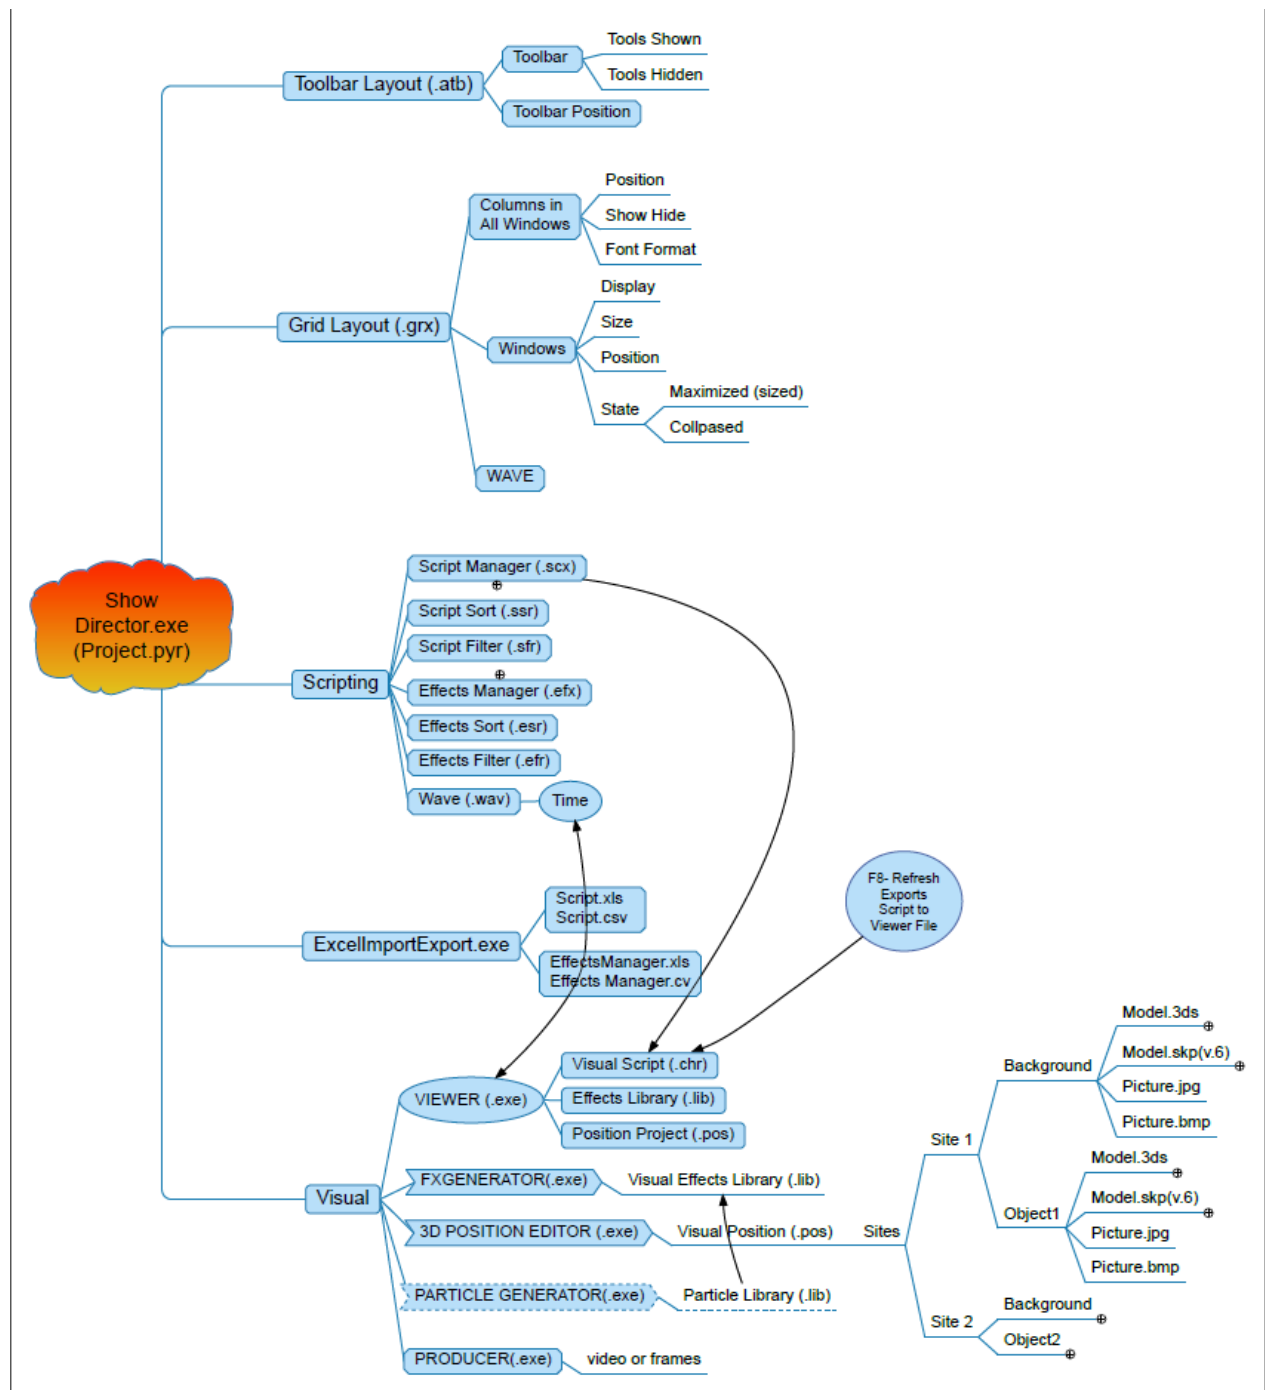 Tools Shown
Toolbar
Tools Hidden
Toolbar Layout (.atb)
Toolbar Position
Position
Columns in
All Windows
Show Hide
Font Format
Display
Grid Layout (.grx)
Size
Windows
Position
Maximized (sized)
State
Collpased
WAVE
Show
Director.exe
(Project.pyr)
Script Manager (.scx)
Script Sort (.ssr)
Script Filter (.sfr)
Scripting
Effects Manager (.efx)
Effects Sort (.esr)
Effects Filter (.efr)
Wave (.wav)
Time
F8- Refresh
Exports
Script to
Viewer File
Script.xls
Script.csv
ExcelImportExport.exe
EffectsManager.xls
Effects Manager.cv
Visual Script (.chr)
VIEWER (.exe)
Effects Library (.lib)
Position Project (.pos)
Visual
FXGENERATOR(.exe)
Visual Effects Library (.lib)
3D POSITION EDITOR (.exe)
Visual Position (.pos)
Sites
Site 1
Background
Model.3ds
Model.skp(v.6)
Picture.jpg
Picture.bmp
Object1
Model.3ds
Model.skp(v.6)
Picture.jpg
Picture.bmp
Site 2
Background
Object2
PARTICLE GENERATOR(.exe)
Particle Library (.lib)
PRODUCER(.exe)
video or frames